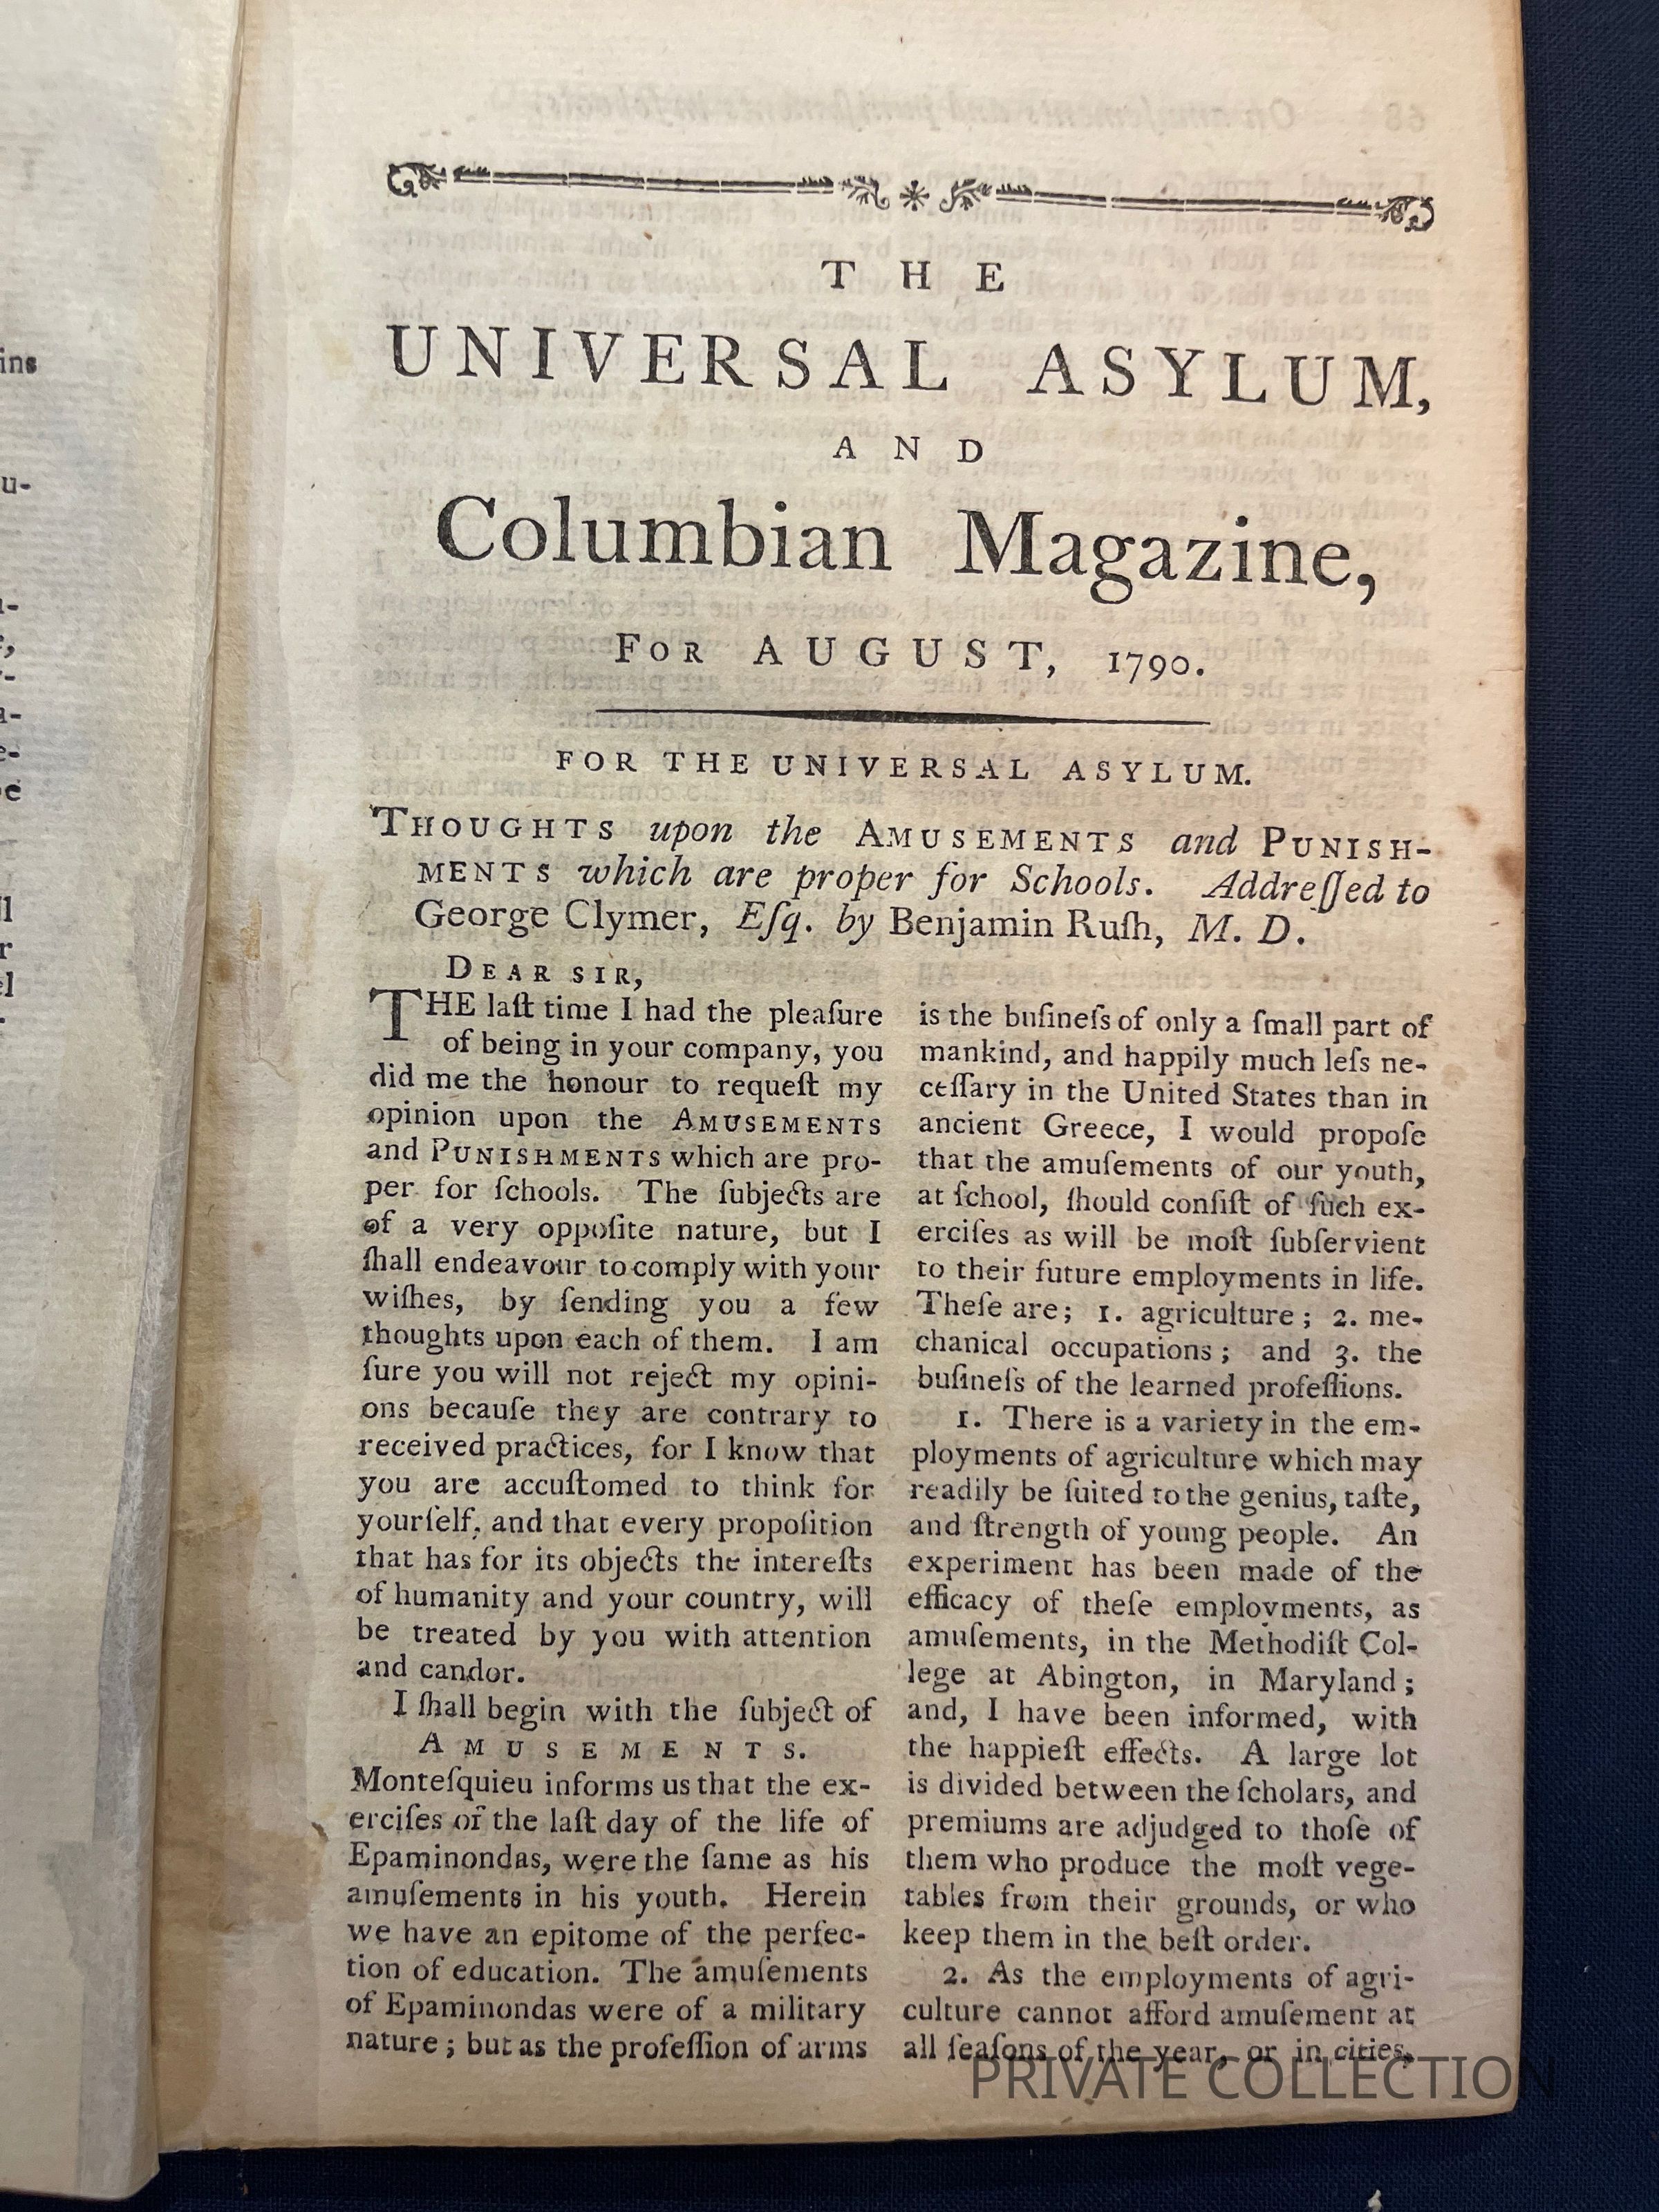 ins
u-
THE
UNIVERSAL ASYLUM,
AND
Columbian Magazine,
FOR AUGUST, 1790.
FOR THE UNIVERSAL ASYLUM.
THOUGHTS upon the AMUSEMENTS and PUNISH-
MENTS which are proper for Schools. Addreſſed to
George Clymer, Eſq. by Benjamin Ruſh, M. D.
DEAR SIR,
THE laſt time I had the pleaſure
of being in your company, you
did me the honour to requeſt my
opinion upon the AMUSEMENTS
and PUNISHMENTS which are pro-
per for ſchools. The ſubjects are
of a very oppoſite nature, but I
ſhall endeavour to comply with your
wiſhes, by ſending you a few
thoughts upon each of them. I am
ſure you will not reject my opini-
ons becauſe they are contrary to
received practices, for I know that
you are accuſtomed to think for
yourſelf, and that every propoſition
that has for its objects the intereſts
of humanity and your country, will
be treated by you with attention
and candor.
I ſhall begin with the ſubject of
AMUSEMENTS.
Monteſquieu informs us that the ex-
erciſes of the laſt day of the life of
Epaminondas, were the ſame as his
amuſements in his youth. Herein
we have an epitome of the perfec-
tion of education. The amuſements
of Epaminondas were of a military
nature; but as the profeſſion of arms
is the buſineſs of only a ſmall part of
mankind, and happily much leſs ne-
ceſſary in the United States than in
ancient Greece, I would propoſe
that the amuſements of our youth,
at ſchool, ſhould conſiſt of ſuch ex-
erciſes as will be moſt ſubſervient
to their future employments in life.
Theſe are; 1. agriculture; 2. me-
chanical occupations; and 3. the
buſineſs of the learned profeſſions.
1. There is a variety in the em-
ployments of agriculture which may
readily be ſuited to the genius, taſte,
and ſtrength of young people. An
experiment has been made of the
efficacy of theſe employments, as
amuſements, in the Methodiſt Col-
lege at Abington, in Maryland;
and, I have been informed, with
the happieſt effects. A large lot
is divided between the ſcholars, and
premiums are adjudged to thoſe of
them who produce the moſt vege-
tables from their grounds, or who
keep them in the beſt order.
2. As the employments of agri-
culture cannot afford amuſement at
all ſeaſons of the year, or in cities,
PRIVATE COLLECTION